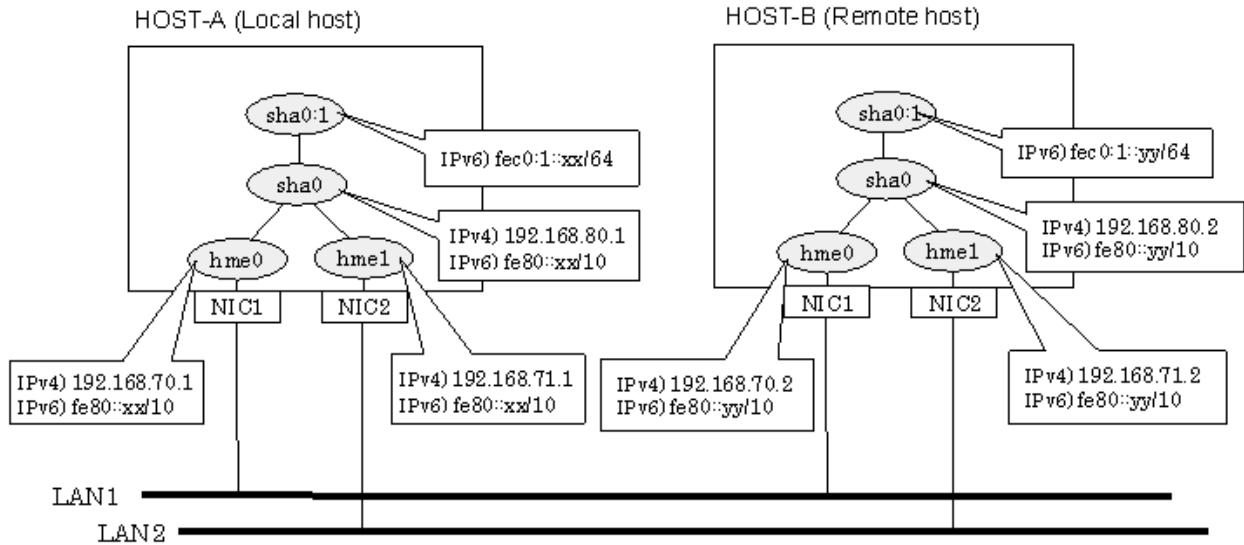 HOST-A (Local host)
HOST-B (Remote host)
sha0:1
IPv6) fec0:1::xx/64
sha0
IPv4) 192.168.80.1
IPv6) fe80::xx/10
hme0
hme1
NIC1
NIC2
IPv4) 192.168.70.1
IPv6) fe80::xx/10
IPv4) 192.168.71.1
IPv6) fe80::xx/10
sha0:1
IPv6) fec0:1::yy/64
sha0
IPv4) 192.168.80.2
IPv6) fe80::yy/10
hme0
hme1
NIC1
NIC2
IPv4) 192.168.70.2
IPv6) fe80::yy/10
IPv4) 192.168.71.2
IPv6) fe80::yy/10
LAN1
LAN2